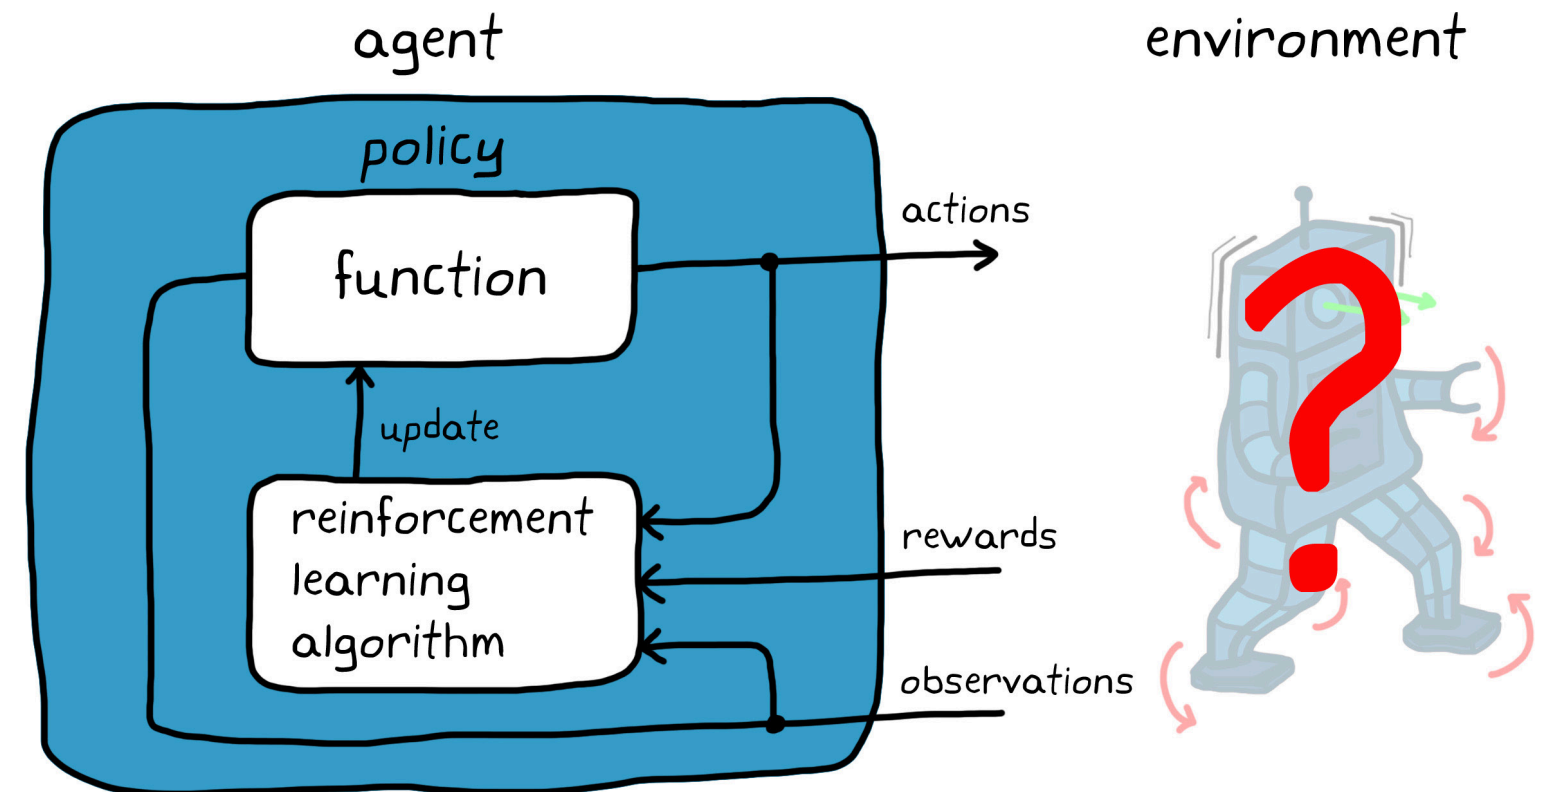 agent
environment
policy
function
actions
update
reinforcement
learning
algorithm
rewards
observations
?